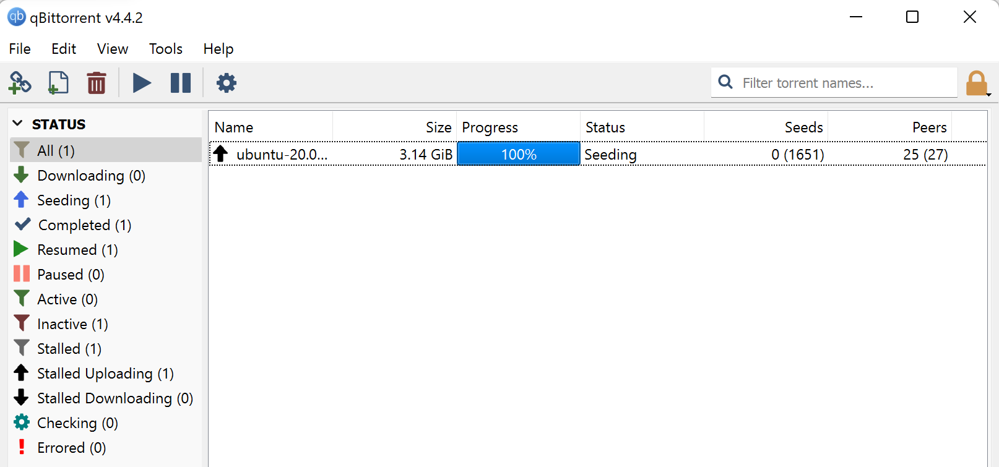 qb qBittorrent v4.4.2
File Edit View Tools Help
Filter torrent names...
STATUS
All (1)
Downloading (0)
Seeding (1)
Completed (1)
Resumed (1)
Paused (0)
Active (0)
Inactive (1)
Stalled (1)
Stalled Uploading (1)
Stalled Downloading (0)
Checking (0)
Errored (0)
Name Size Progress Status Seeds Peers
ubuntu-20.0... 3.14 GiB 100% Seeding 0 (1651) 25 (27)